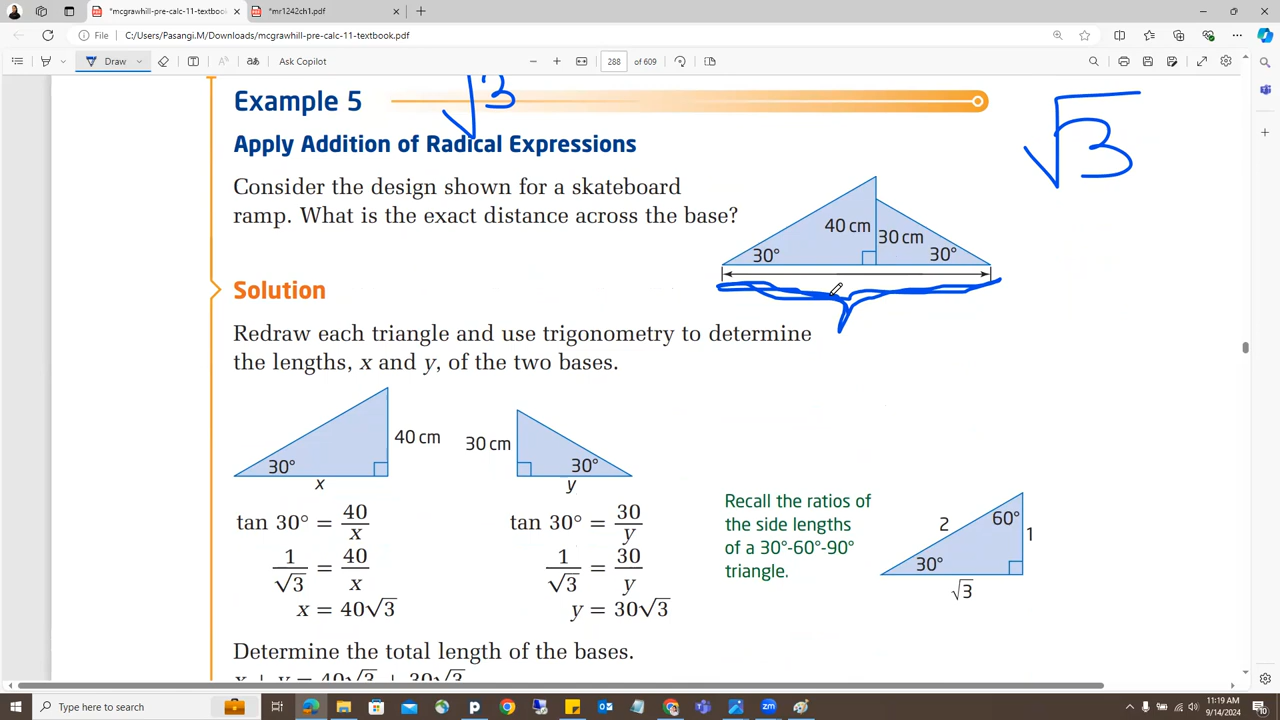 *mcgrawhill-pre-calc-11-textbook
*mr1242ch1.pdf
File C:/Users/Pasangi.M/Downloads/mcgrawhill-pre-calc-11-textbook.pdf
Draw Ask Copilot 288 of 609
√3
√3
Example 5
Apply Addition of Radical Expressions
Consider the design shown for a skateboard
ramp. What is the exact distance across the base?
40 cm 30 cm
30° 30°
Solution
Redraw each triangle and use trigonometry to determine
the lengths, x and y, of the two bases.
40 cm 30 cm
30° 30°
x y
tan 30° = 40/x tan 30° = 30/y
1/√3 = 40/x 1/√3 = 30/y
x = 40√3 y = 30√3
Recall the ratios of
the side lengths
of a 30°-60°-90°
triangle.
2 60° 1
30°
√3
Determine the total length of the bases.
x + y = 40√3 + 30√3
Type here to search
11:19 AM
9/14/2024